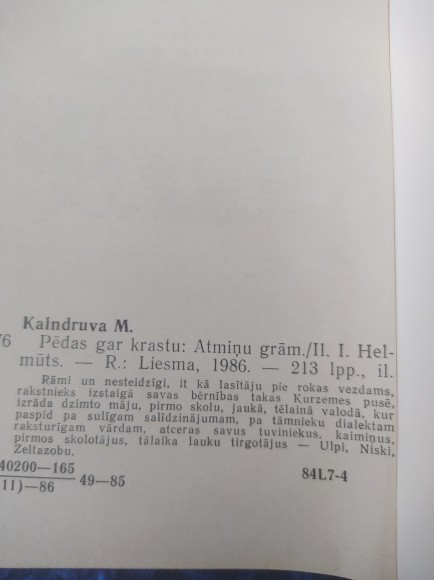 Kalndruva M.
76 Pēdas gar krastu: Atmiņu grām./Il. I. Hel-
mūts. — R.: Liesma, 1986. — 213 lpp., il.
Rāmi un nesteidzīgi, it kā lasītāju pie rokas vezdams,
rakstnieks izstaigā savas bērnības takas Kurzemes pusē,
izrāda dzimto māju, pirmo skolu, jaukā, tēlainā valodā, kur
paspīd pa sulīgam salīdzinājumam, pa tāmnieku dialektam
raksturīgam vārdam, atceras savus tuviniekus, kaimiņus,
pirmos skolotājus, tālaika lauku tirgotājus — Ulpi, Niski,
Zeltazobu.
40200—165
(11)—86 49—85 84L7-4